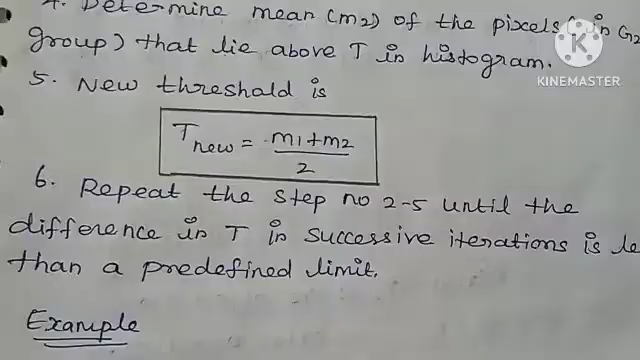 4. Determine mean (m2) of the pixels (in G2
group) that lie above T in histogram.
5. New threshold is
Tnew = m1+m2 / 2
6. Repeat the step no 2-5 until the
difference in T in successive iterations is le
than a predefined limit.
Example
KINEMASTER